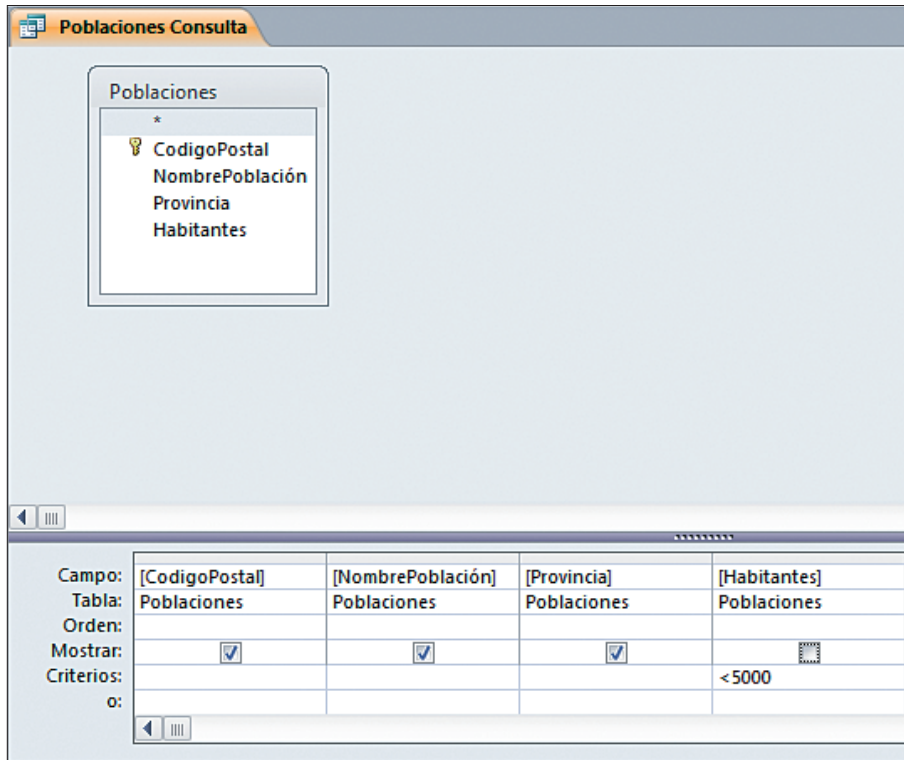 Poblaciones Consulta
Poblaciones
*
CodigoPostal
NombrePoblación
Provincia
Habitantes
Campo: [CodigoPostal] [NombrePoblación] [Provincia] [Habitantes]
Tabla: Poblaciones Poblaciones Poblaciones Poblaciones
Orden:
Mostrar:
Criterios: <5000
o: